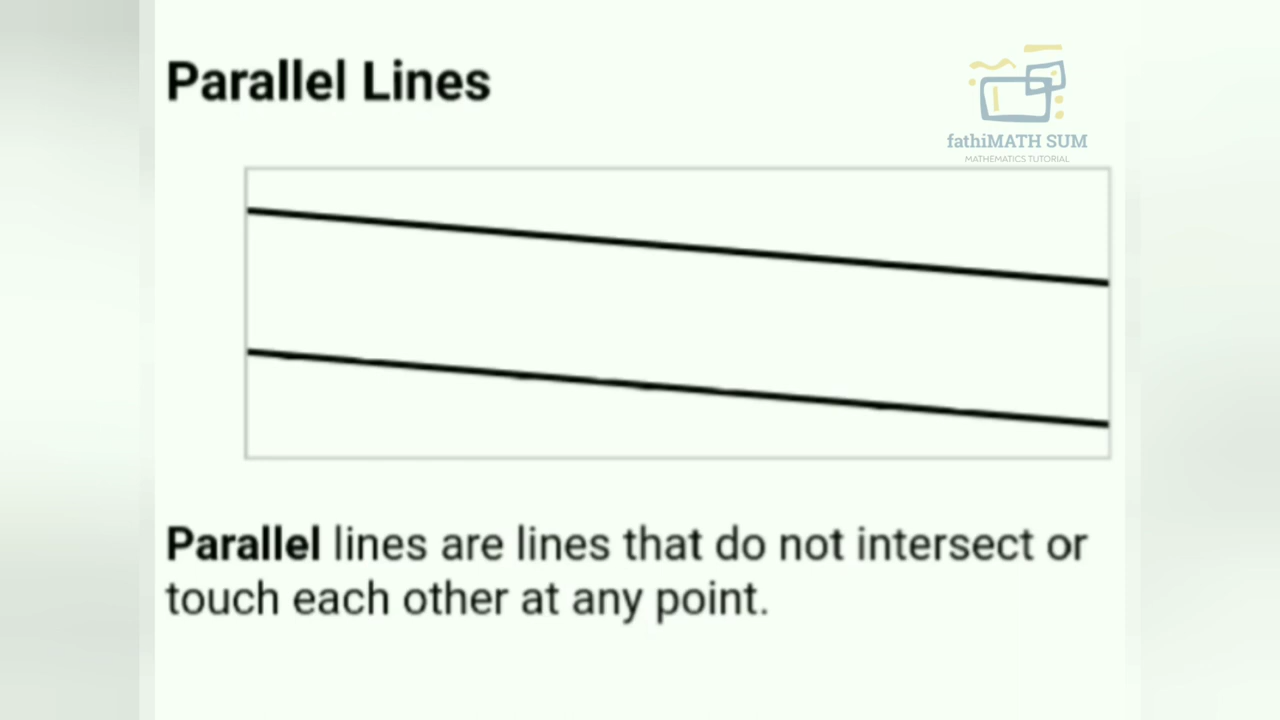 Parallel Lines
fathiMATH SUM
MATHEMATICS TUTORIAL
Parallel lines are lines that do not intersect or
touch each other at any point.